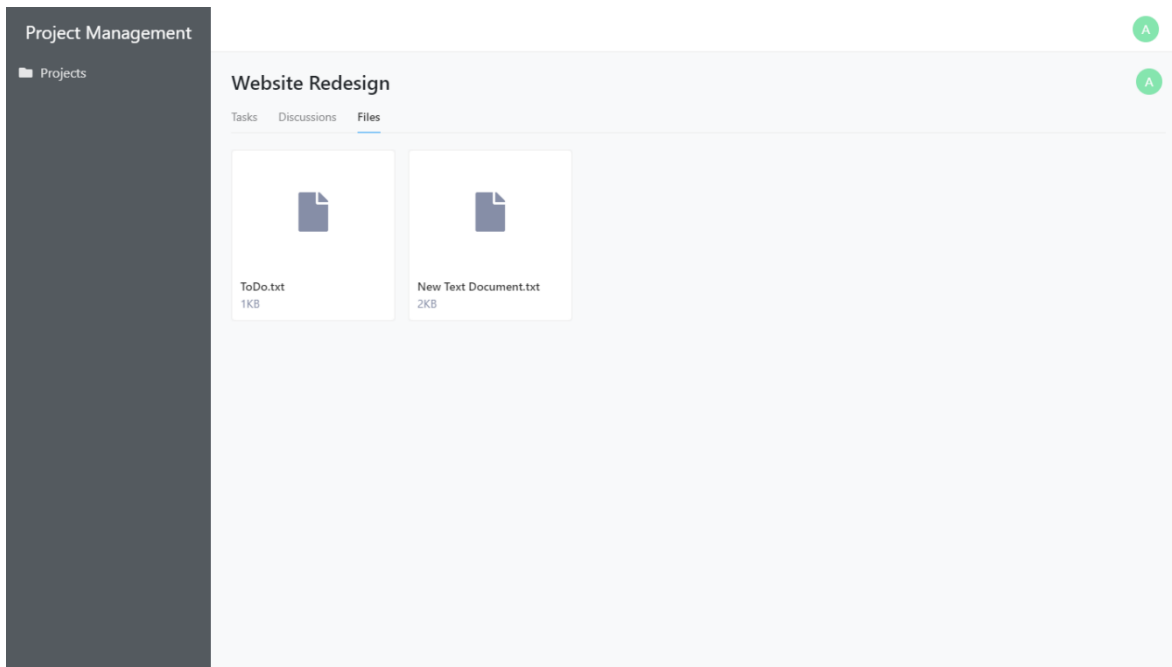 Project Management
A
Projects
Website Redesign
A
Tasks Discussions Files
ToDo.txt
1KB
New Text Document.txt
2KB